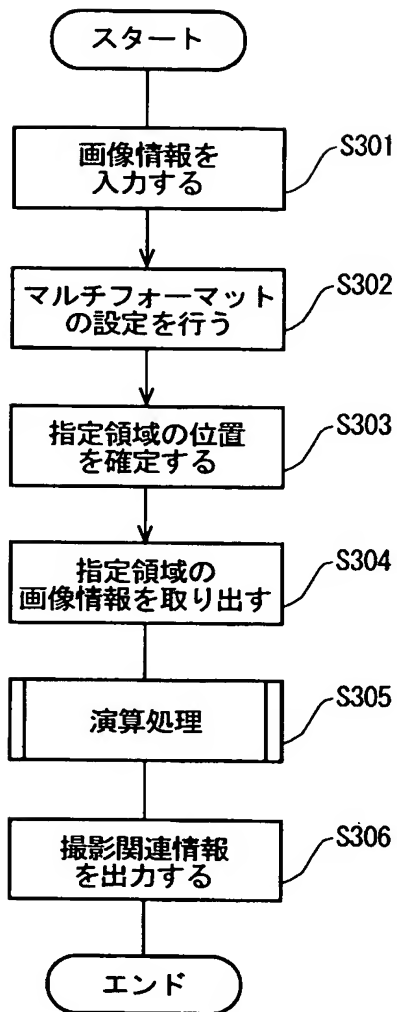 スタート
画像情報を
入力する
S301
マルチフォーマット
の設定を行う
S302
指定領域の位置
を確定する
S303
指定領域の
画像情報を取り出す
S304
演算処理
S305
撮影関連情報
を出力する
S306
エンド